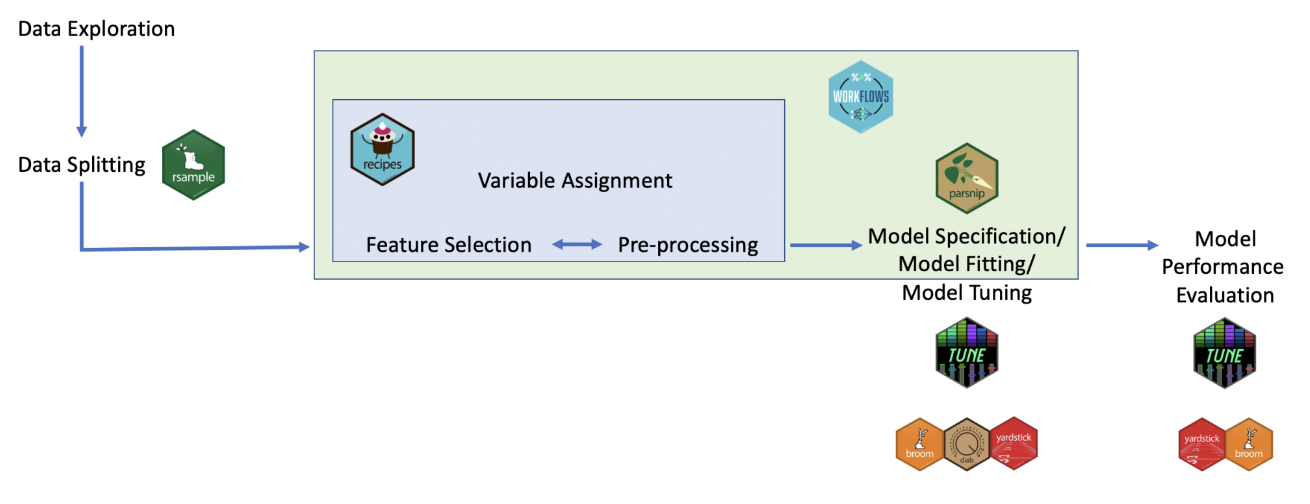 Data Exploration
Data Splitting
rsample
recipes
Variable Assignment
Feature Selection
Pre-processing
%>%
%>%
WORKFLOWS
parsnip
Model Specification/
Model Fitting/
Model Tuning
TUNE
broom
dials
yardstick
Model
Performance
Evaluation
TUNE
yardstick
broom